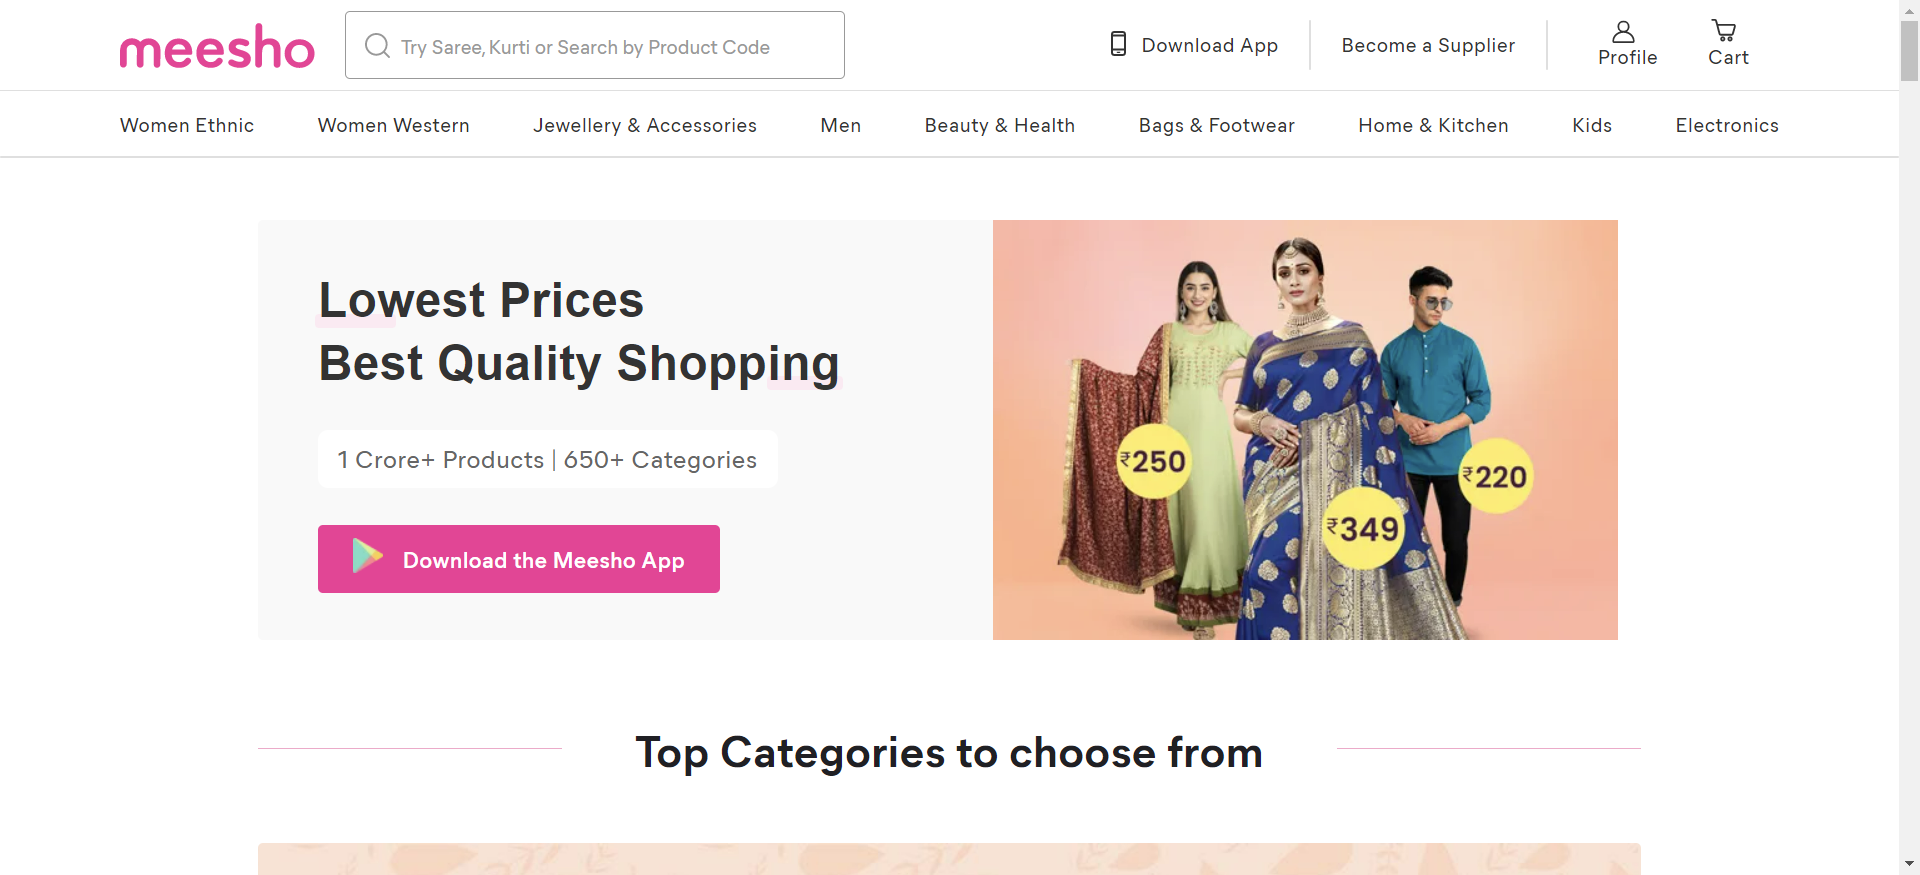 meesho
Try Saree, Kurti or Search by Product Code
Download App
Become a Supplier
Profile
Cart
Women Ethnic
Women Western
Jewellery & Accessories
Men
Beauty & Health
Bags & Footwear
Home & Kitchen
Kids
Electronics
Lowest Prices
Best Quality Shopping
1 Crore+ Products | 650+ Categories
Download the Meesho App
₹250
₹349
₹220
Top Categories to choose from